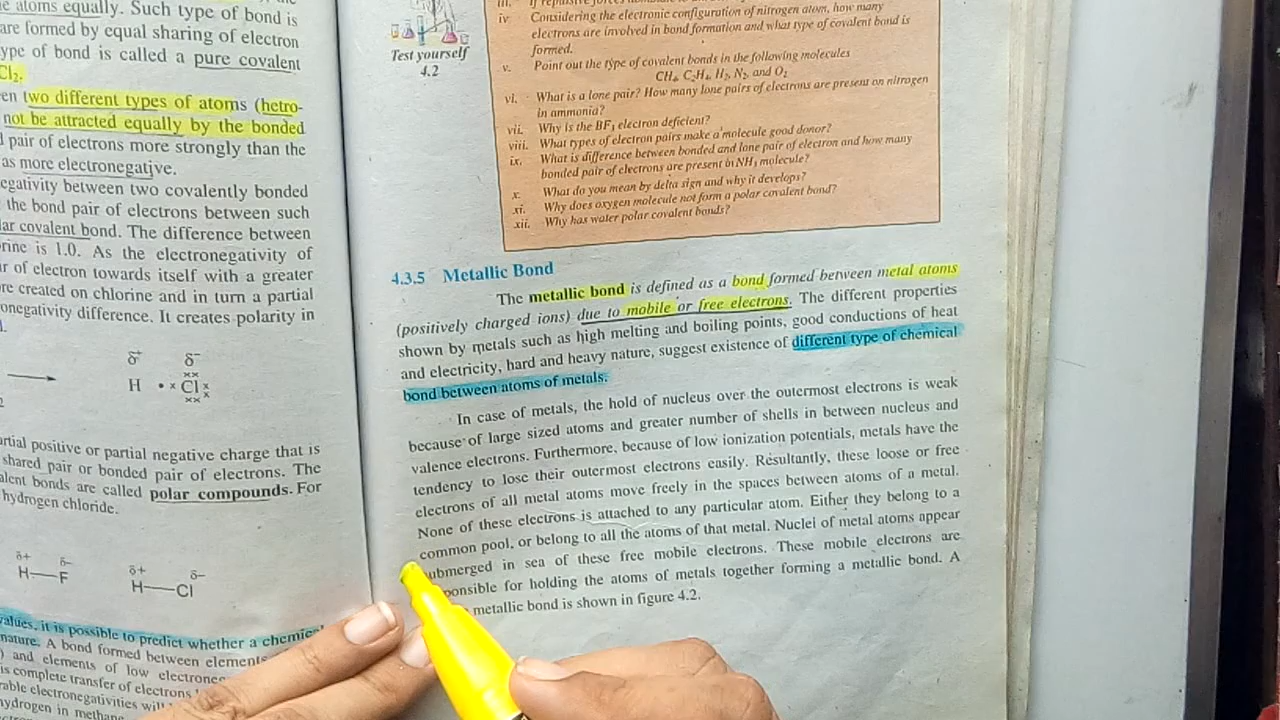 e atoms equally. Such type of bond is
are formed by equal sharing of electron
ype of bond is called a pure covalent
Cl₂.
en two different types of atoms (hetro-
not be attracted equally by the bonded
pair of electrons more strongly than the
as more electronegative.
egativity between two covalently bonded
the bond pair of electrons between such
lar covalent bond. The difference between
rine is 1.0. As the electronegativity of
r of electron towards itself with a greater
re created on chlorine and in turn a partial
onegativity difference. It creates polarity in
δ+ δ-
H • × Cl
rtial positive or partial negative charge that is
shared pair or bonded pair of electrons. The
alent bonds are called polar compounds. For
hydrogen chloride.
δ+ δ- δ+ δ-
H—F H—Cl
values, it is possible to predict whether a chemical
nature. A bond formed between elements
) and elements of low electrone
is complete transfer of electrons
rable electronegativities will
hydrogen in methan
Test yourself
4.2
iv. Considering the electronic configuration of nitrogen atom, how many
electrons are involved in bond formation and what type of covalent bond is
formed.
v. Point out the type of covalent bonds in the following molecules
CH₄, C₂H₄, H₂, N₂, and O₂
vi. What is a lone pair? How many lone pairs of electrons are present on nitrogen
in ammonia?
vii. Why is the BF₃ electron deficient?
viii. What types of electron pairs make a molecule good donor?
ix. What is difference between bonded and lone pair of electron and how many
bonded pair of electrons are present in NH₃ molecule?
x. What do you mean by delta sign and why it develops?
xi. Why does oxygen molecule not form a polar covalent bond?
xii. Why has water polar covalent bonds?
4.3.5 Metallic Bond
The metallic bond is defined as a bond formed between metal atoms
(positively charged ions) due to mobile or free electrons. The different properties
shown by metals such as high melting and boiling points, good conductions of heat
and electricity, hard and heavy nature, suggest existence of different type of chemical
bond between atoms of metals.
In case of metals, the hold of nucleus over the outermost electrons is weak
because of large sized atoms and greater number of shells in between nucleus and
valence electrons. Furthermore, because of low ionization potentials, metals have the
tendency to lose their outermost electrons easily. Resultantly, these loose or free
electrons of all metal atoms move freely in the spaces between atoms of a metal.
None of these electrons is attached to any particular atom. Either they belong to a
common pool, or belong to all the atoms of that metal. Nuclei of metal atoms appear
ubmerged in sea of these free mobile electrons. These mobile electrons are
ponsible for holding the atoms of metals together forming a metallic bond. A
metallic bond is shown in figure 4.2.